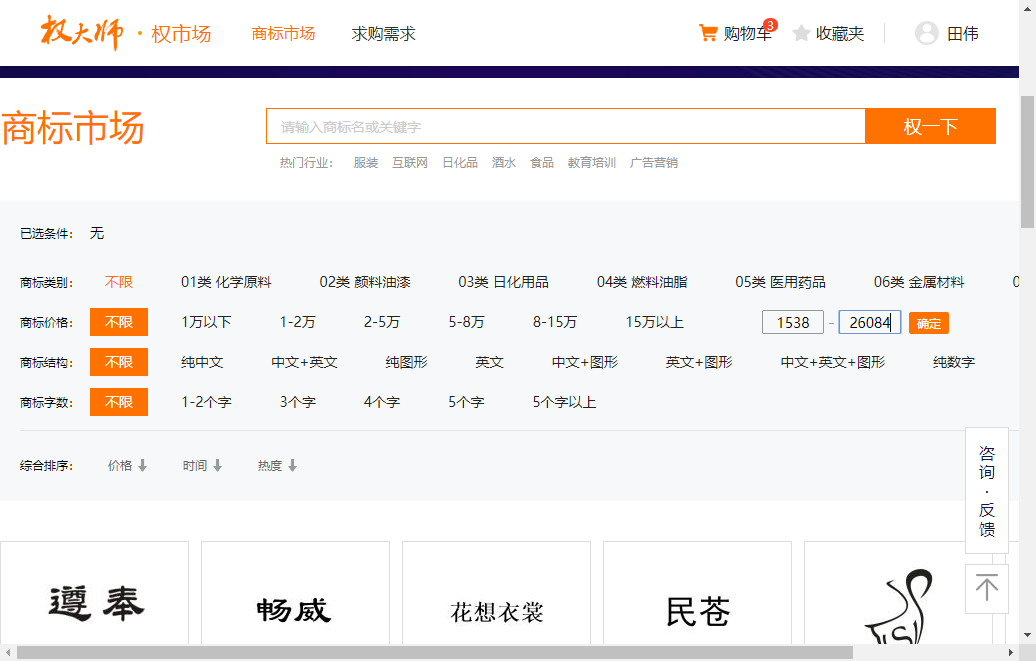 权大师 · 权市场 商标市场 求购需求 购物车 3 收藏夹 田伟
商标市场 请输入商标名或关键字 权一下
热门行业： 服装 互联网 日化品 酒水 食品 教育培训 广告营销
已选条件： 无
商标类别： 不限 01类 化学原料 02类 颜料油漆 03类 日化用品 04类 燃料油脂 05类 医用药品 06类 金属材料 0
商标价格： 不限 1万以下 1-2万 2-5万 5-8万 8-15万 15万以上 1538 - 26084 确定
商标结构： 不限 纯中文 中文+英文 纯图形 英文 中文+图形 英文+图形 中文+英文+图形 纯数字
商标字数： 不限 1-2个字 3个字 4个字 5个字 5个字以上
综合排序： 价格 时间 热度
咨询·反馈
遵奉 畅威 花想衣裳 民苍